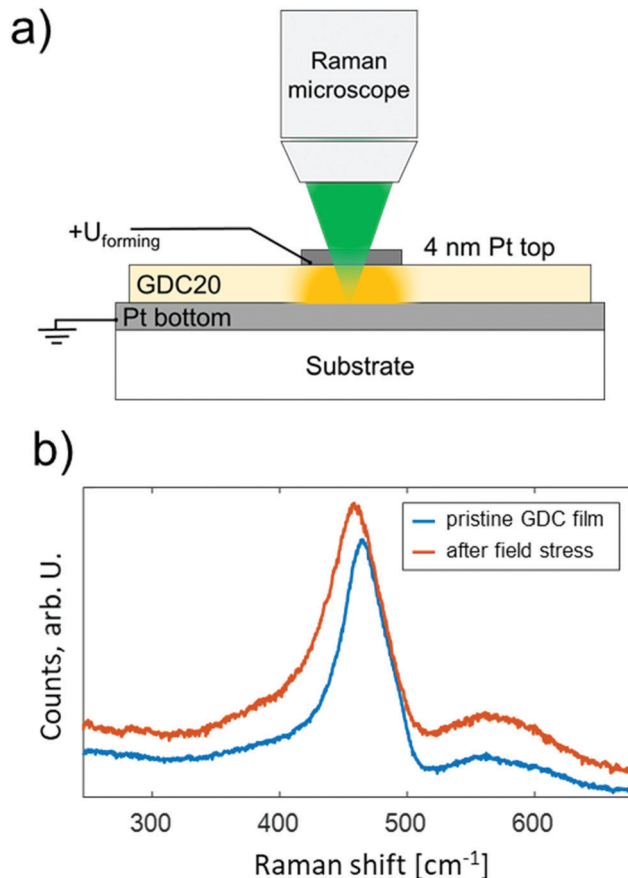 a)
Raman
microscope
+U_forming
4 nm Pt top
GDC20
Pt bottom
Substrate
b)
pristine GDC film
after field stress
Counts, arb. U.
300
400
500
600
Raman shift [cm⁻¹]